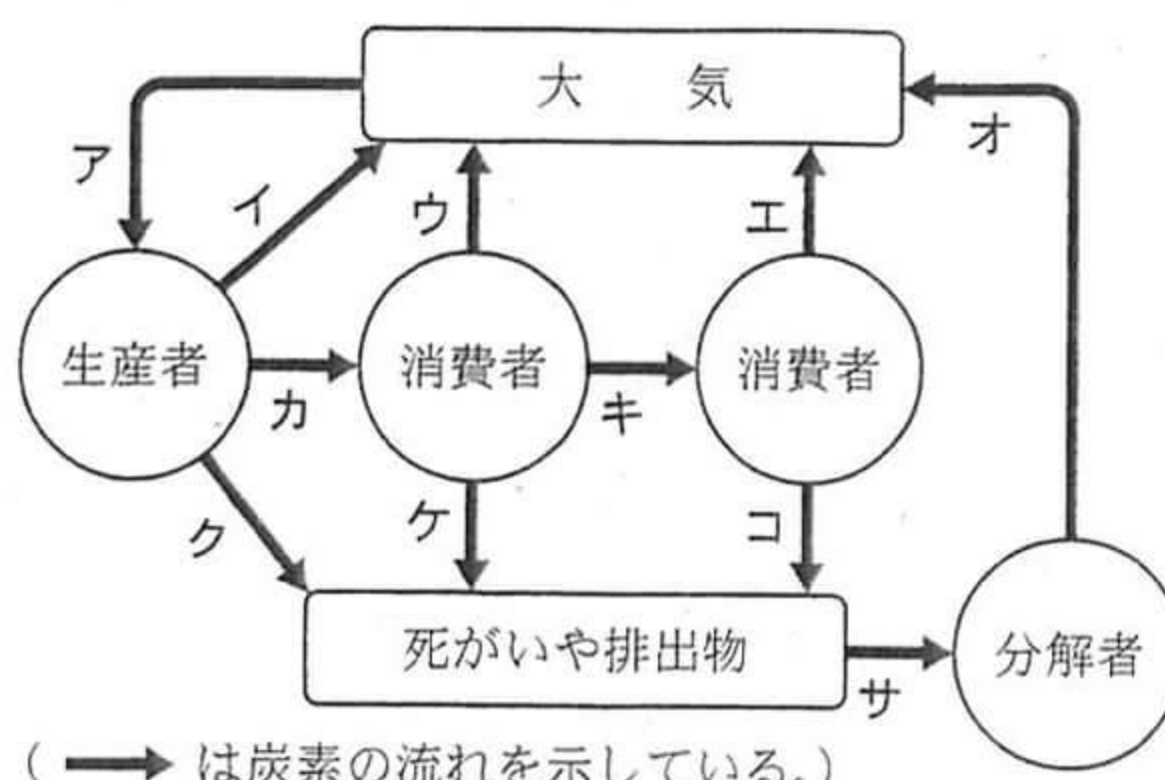 大 気
ア
イ
ウ
エ
オ
生産者
消費者
消費者
カ
キ
ク
ケ
コ
死がいや排出物
サ
分解者
( → は炭素の流れを示している。)